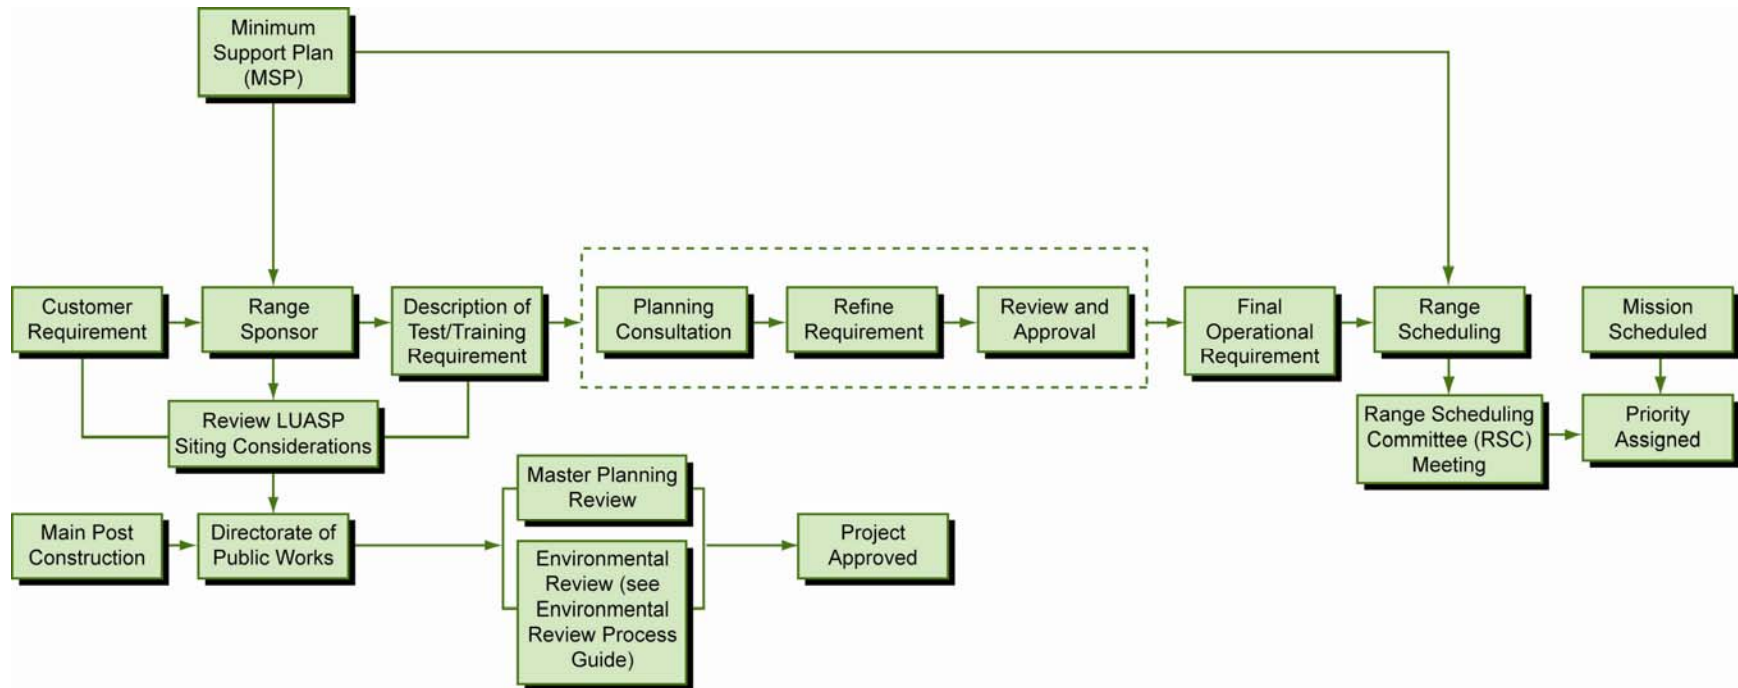 Minimum
Support Plan
(MSP)
Customer
Requirement
Range
Sponsor
Description of
Test/Training
Requirement
Planning
Consultation
Refine
Requirement
Review and
Approval
Final
Operational
Requirement
Range
Scheduling
Mission
Scheduled
Review LUASP
Siting Considerations
Range Scheduling
Committee (RSC)
Meeting
Priority
Assigned
Main Post
Construction
Directorate of
Public Works
Master Planning
Review
Environmental
Review (see
Environmental
Review Process
Guide)
Project
Approved